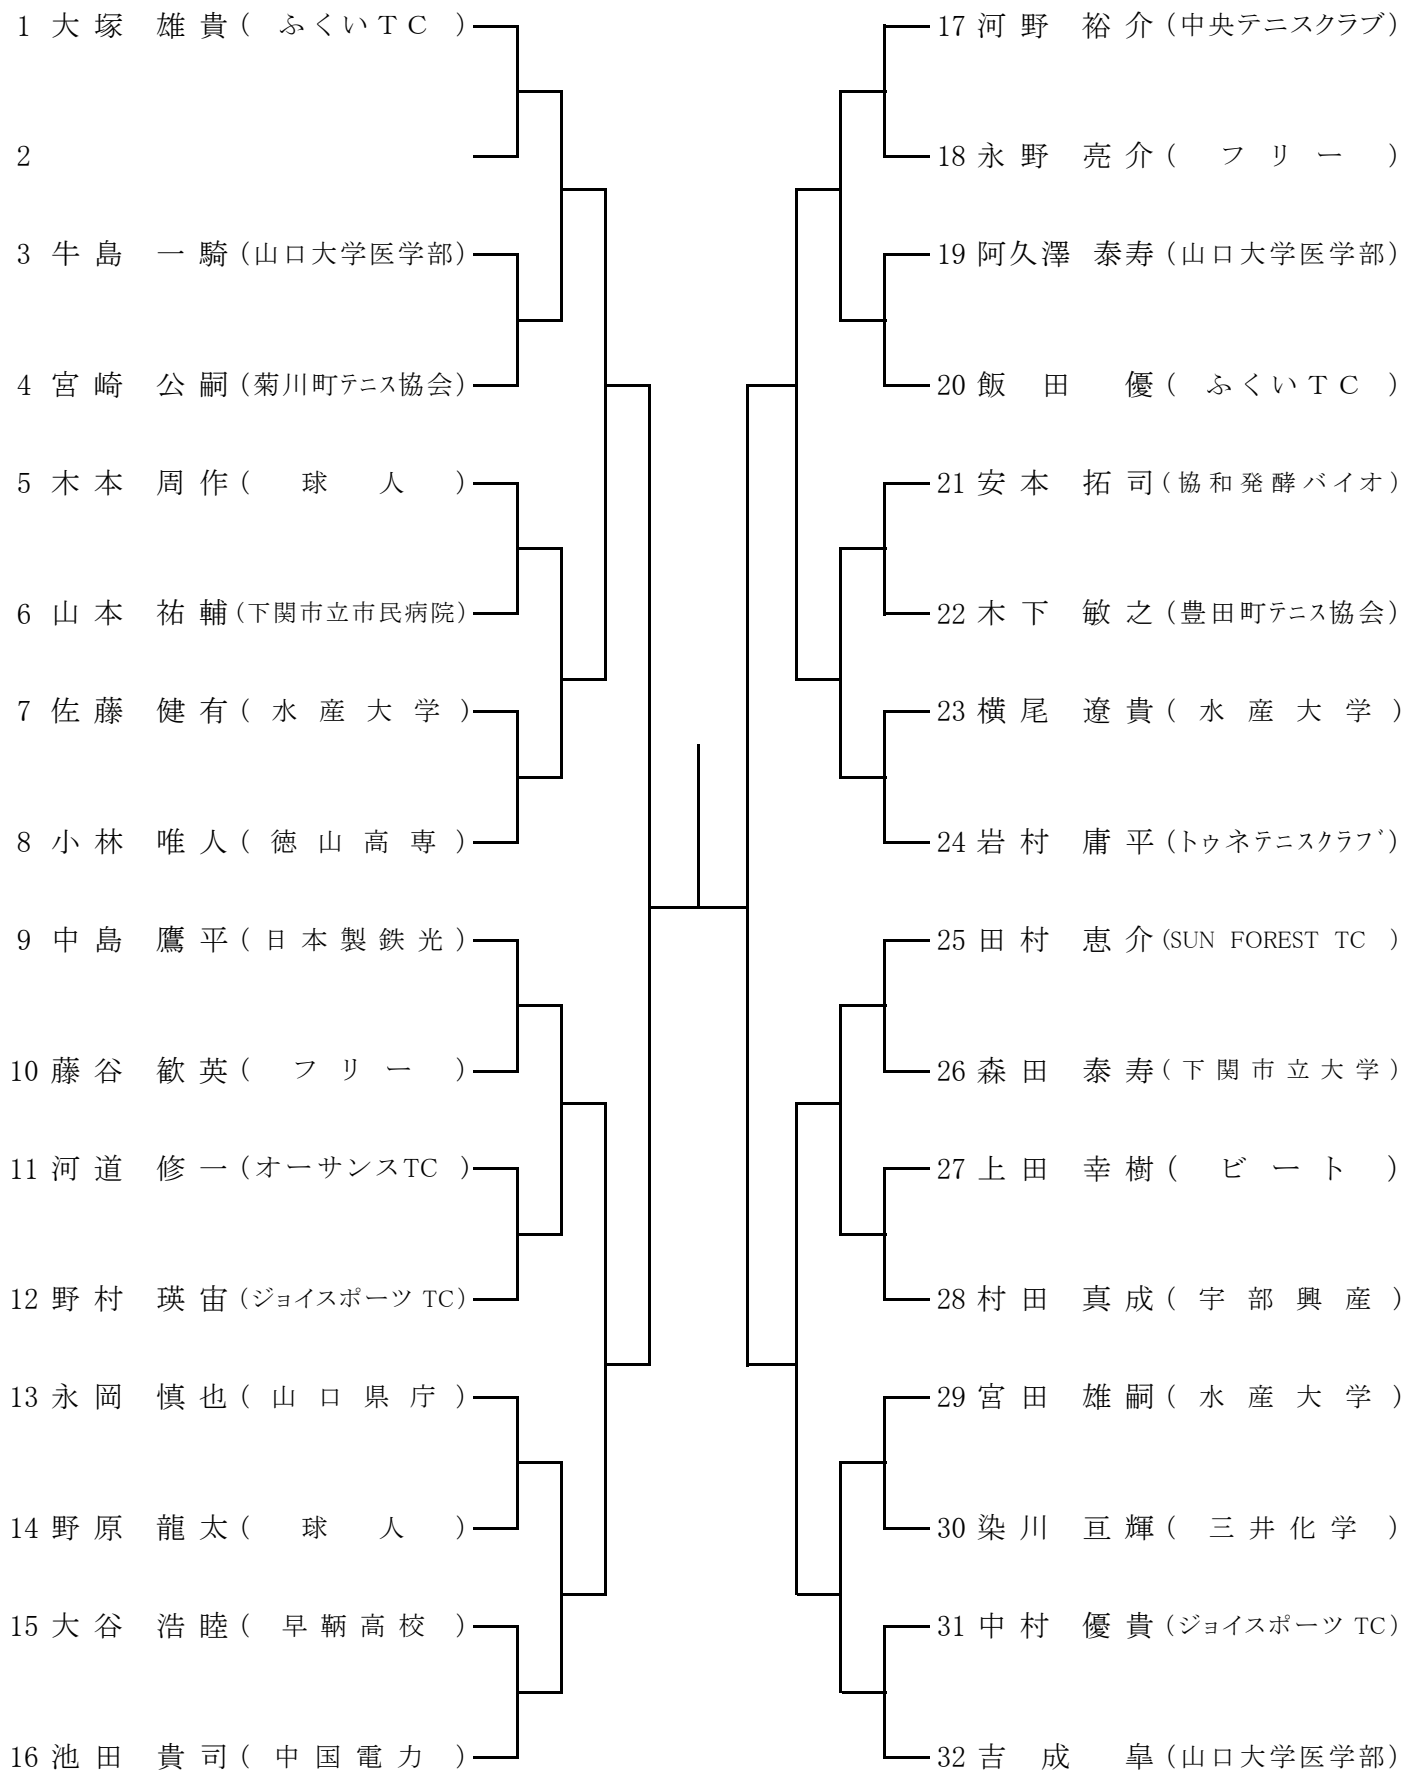 1 大塚 雄貴 ( ふくいTC )
2
3 牛島 一騎 (山口大学医学部)
4 宮崎 公嗣 (菊川町テニス協会)
5 木本 周作 ( 球人 )
6 山本 祐輔 (下関市立市民病院)
7 佐藤 健有 ( 水産大学 )
8 小林 唯人 ( 徳山高専 )
9 中島 鷹平 ( 日本製鉄光 )
10 藤谷 歓英 ( フリー )
11 河道 修一 (オーサンスTC )
12 野村 瑛宙 (ジョイスポーツ TC)
13 永岡 慎也 ( 山口県庁 )
14 野原 龍太 ( 球人 )
15 大谷 浩睦 ( 早鞆高校 )
16 池田 貴司 ( 中国電力 )
17 河野 裕介 (中央テニスクラブ)
18 永野 亮介 ( フリー )
19 阿久澤 泰寿 (山口大学医学部)
20 飯田 優 ( ふくいTC )
21 安本 拓司 (協和発酵バイオ)
22 木下 敏之 (豊田町テニス協会)
23 横尾 遼貴 ( 水産大学 )
24 岩村 庸平 (トゥネテニスクラブ)
25 田村 恵介 (SUN FOREST TC )
26 森田 泰寿 (下関市立大学)
27 上田 幸樹 ( ビート )
28 村田 真成 ( 宇部興産 )
29 宮田 雄嗣 ( 水産大学 )
30 染川 亘輝 ( 三井化学 )
31 中村 優貴 (ジョイスポーツ TC)
32 吉成 皐 (山口大学医学部)